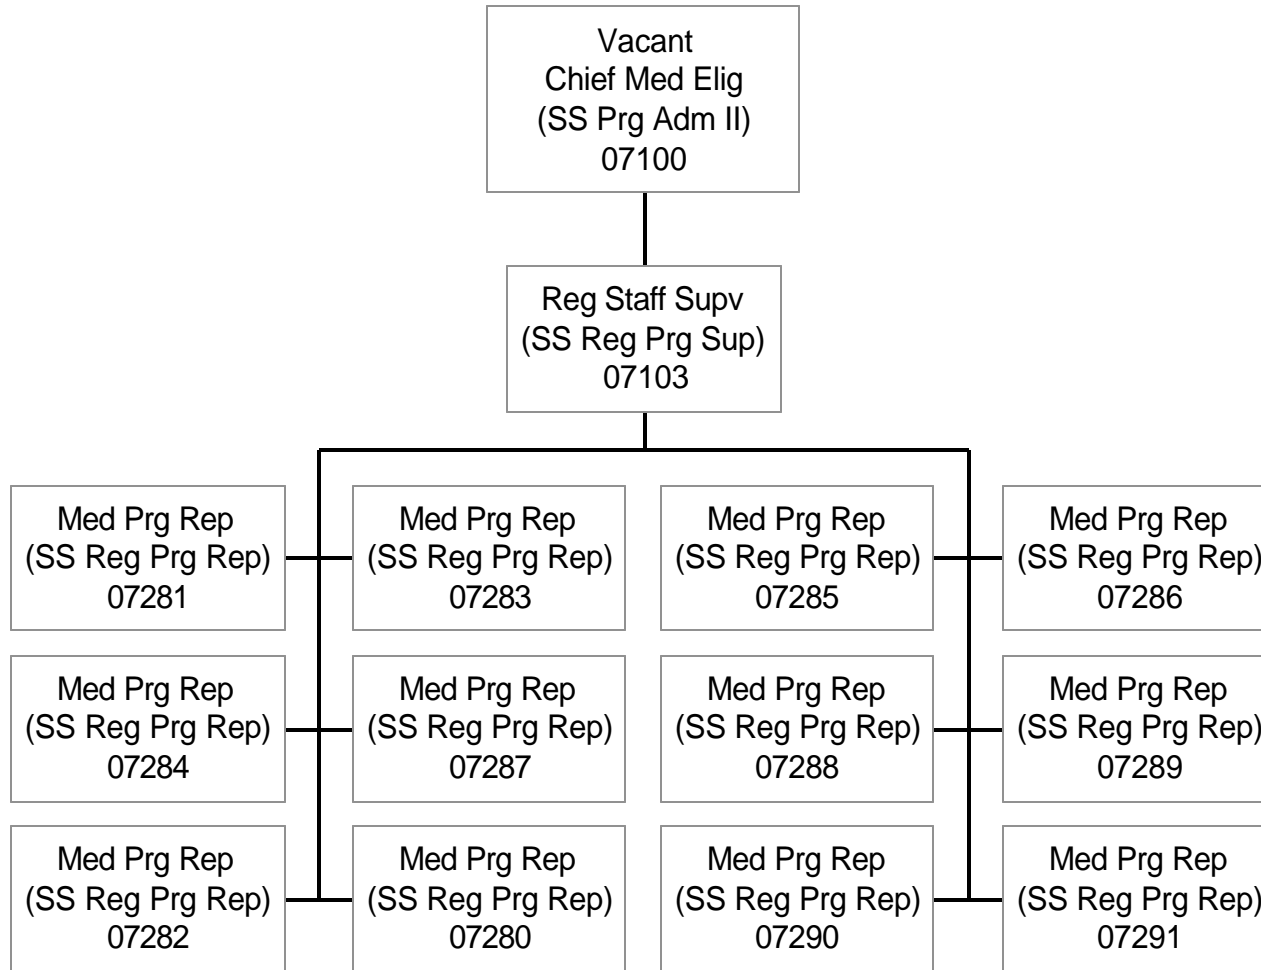 Vacant
Chief Med Elig
(SS Prg Adm II)
07100
Reg Staff Supv
(SS Reg Prg Sup)
07103
Med Prg Rep
(SS Reg Prg Rep)
07281
Med Prg Rep
(SS Reg Prg Rep)
07283
Med Prg Rep
(SS Reg Prg Rep)
07285
Med Prg Rep
(SS Reg Prg Rep)
07286
Med Prg Rep
(SS Reg Prg Rep)
07284
Med Prg Rep
(SS Reg Prg Rep)
07287
Med Prg Rep
(SS Reg Prg Rep)
07288
Med Prg Rep
(SS Reg Prg Rep)
07289
Med Prg Rep
(SS Reg Prg Rep)
07282
Med Prg Rep
(SS Reg Prg Rep)
07280
Med Prg Rep
(SS Reg Prg Rep)
07290
Med Prg Rep
(SS Reg Prg Rep)
07291